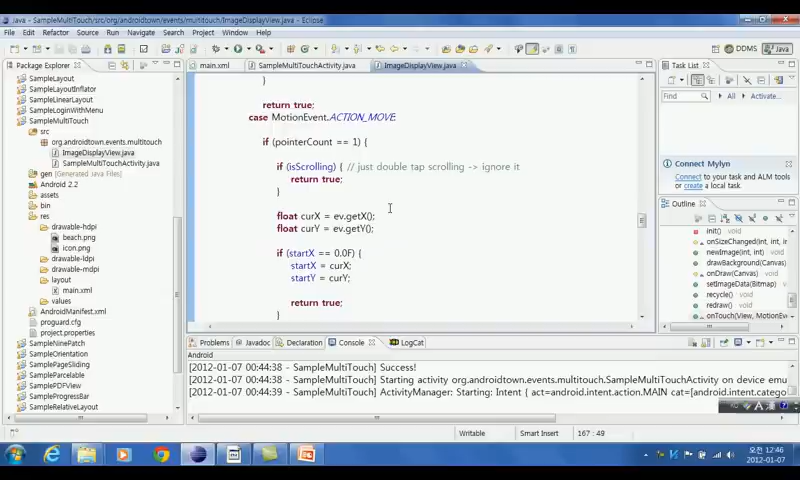 Java - SampleMultiTouch/src/org/androidtown/events/multitouch/ImageDisplayView.java - Eclipse
File Edit Refactor Source Navigate Search Project Run Window Help
DDMS Java
Package Explorer
SampleLayout
SampleLayoutInflator
SampleLinearLayout
SampleLoginWithMenu
SampleMultiTouch
src
org.androidtown.events.multitouch
ImageDisplayView.java
SampleMultiTouchActivity.java
gen [Generated Java Files]
Android 2.2
assets
bin
res
drawable-hdpi
beach.png
icon.png
drawable-ldpi
drawable-mdpi
layout
main.xml
values
AndroidManifest.xml
proguard.cfg
project.properties
SampleNinePatch
SampleOrientation
SamplePageSliding
SampleParcelable
SamplePDFView
SampleProgressBar
SampleRelativeLayout
main.xml SampleMultiTouchActivity.java ImageDisplayView.java
}
return true;
case MotionEvent.ACTION_MOVE:
if (pointerCount == 1) {
if (isScrolling) { // just double tap scrolling -> ignore it
return true;
}
float curX = ev.getX();
float curY = ev.getY();
if (startX == 0.0F) {
startX = curX;
startY = curY;
return true;
}
Task List
Find All Activate...
Connect Mylyn
Connect to your task and ALM tools
or create a local task.
Outline
init()
onSizeChanged(int, int, int
newImage(int, int)
drawBackground(Canvas)
onDraw(Canvas)
setImageData(Bitmap)
recycle()
redraw()
onTouch(View, MotionEven
Problems Javadoc Declaration Console LogCat
Android
[2012-01-07 00:44:38 - SampleMultiTouch] Success!
[2012-01-07 00:44:38 - SampleMultiTouch] Starting activity org.androidtown.events.multitouch.SampleMultiTouchActivity on device emu
[2012-01-07 00:44:39 - SampleMultiTouch] ActivityManager: Starting: Intent { act=android.intent.action.MAIN cat=[android.intent.catego
Writable Smart Insert 167 : 49
오전 12:46
2012-01-07